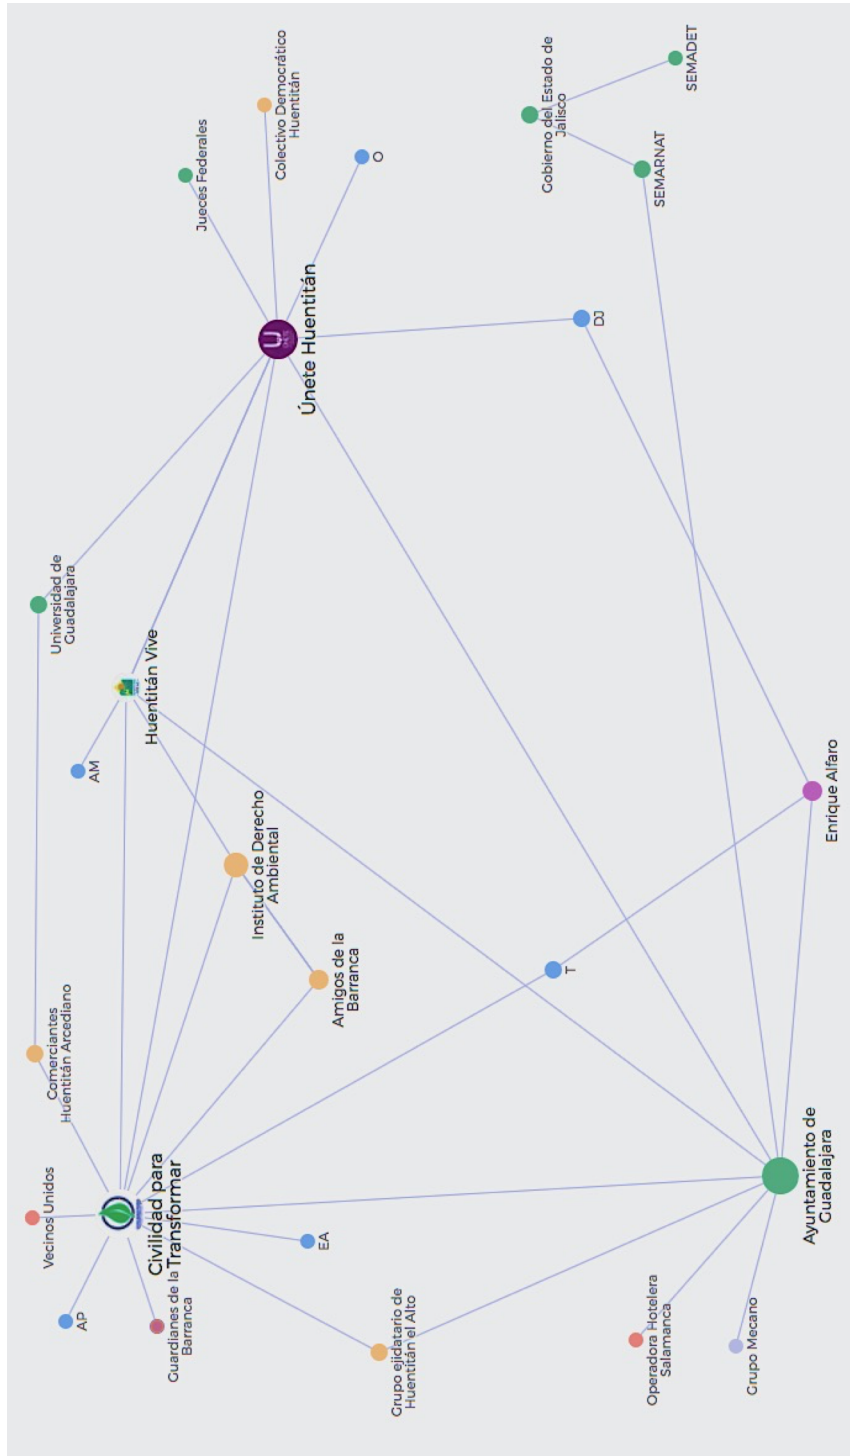 Vecinos Unidos
AP
Guardianes de la
Barranca
Civilidad para
Transformar
EA
Grupo ejidatario de
Huentitán el Alto
Operadora Hotelera
Salamanca
Grupo Mecano
Comerciantes
Huentitán Arcediano
Ayuntamiento de
Guadalajara
Amigos de la
Barranca
T
Instituto de Derecho
Ambiental
AM
Enrique Alfaro
Huentitán Vive
Universidad de
Guadalajara
Únete Huentitán
DJ
Jueces Federales
Colectivo Democrático
Huentitán
O
Gobierno del Estado de
Jalisco
SEMARNAT
SEMADET